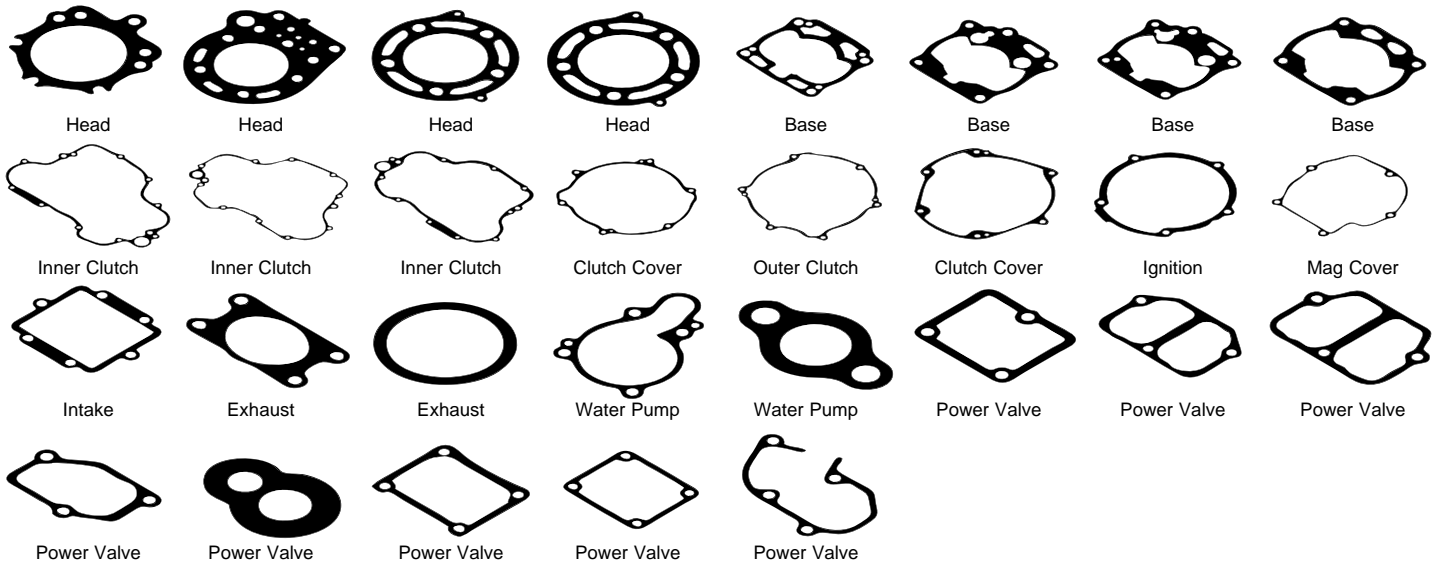 Head Head Head Head Base Base Base Base
Inner Clutch Inner Clutch Inner Clutch Clutch Cover Outer Clutch Clutch Cover Ignition Mag Cover
Intake Exhaust Exhaust Water Pump Water Pump Power Valve Power Valve Power Valve
Power Valve Power Valve Power Valve Power Valve Power Valve